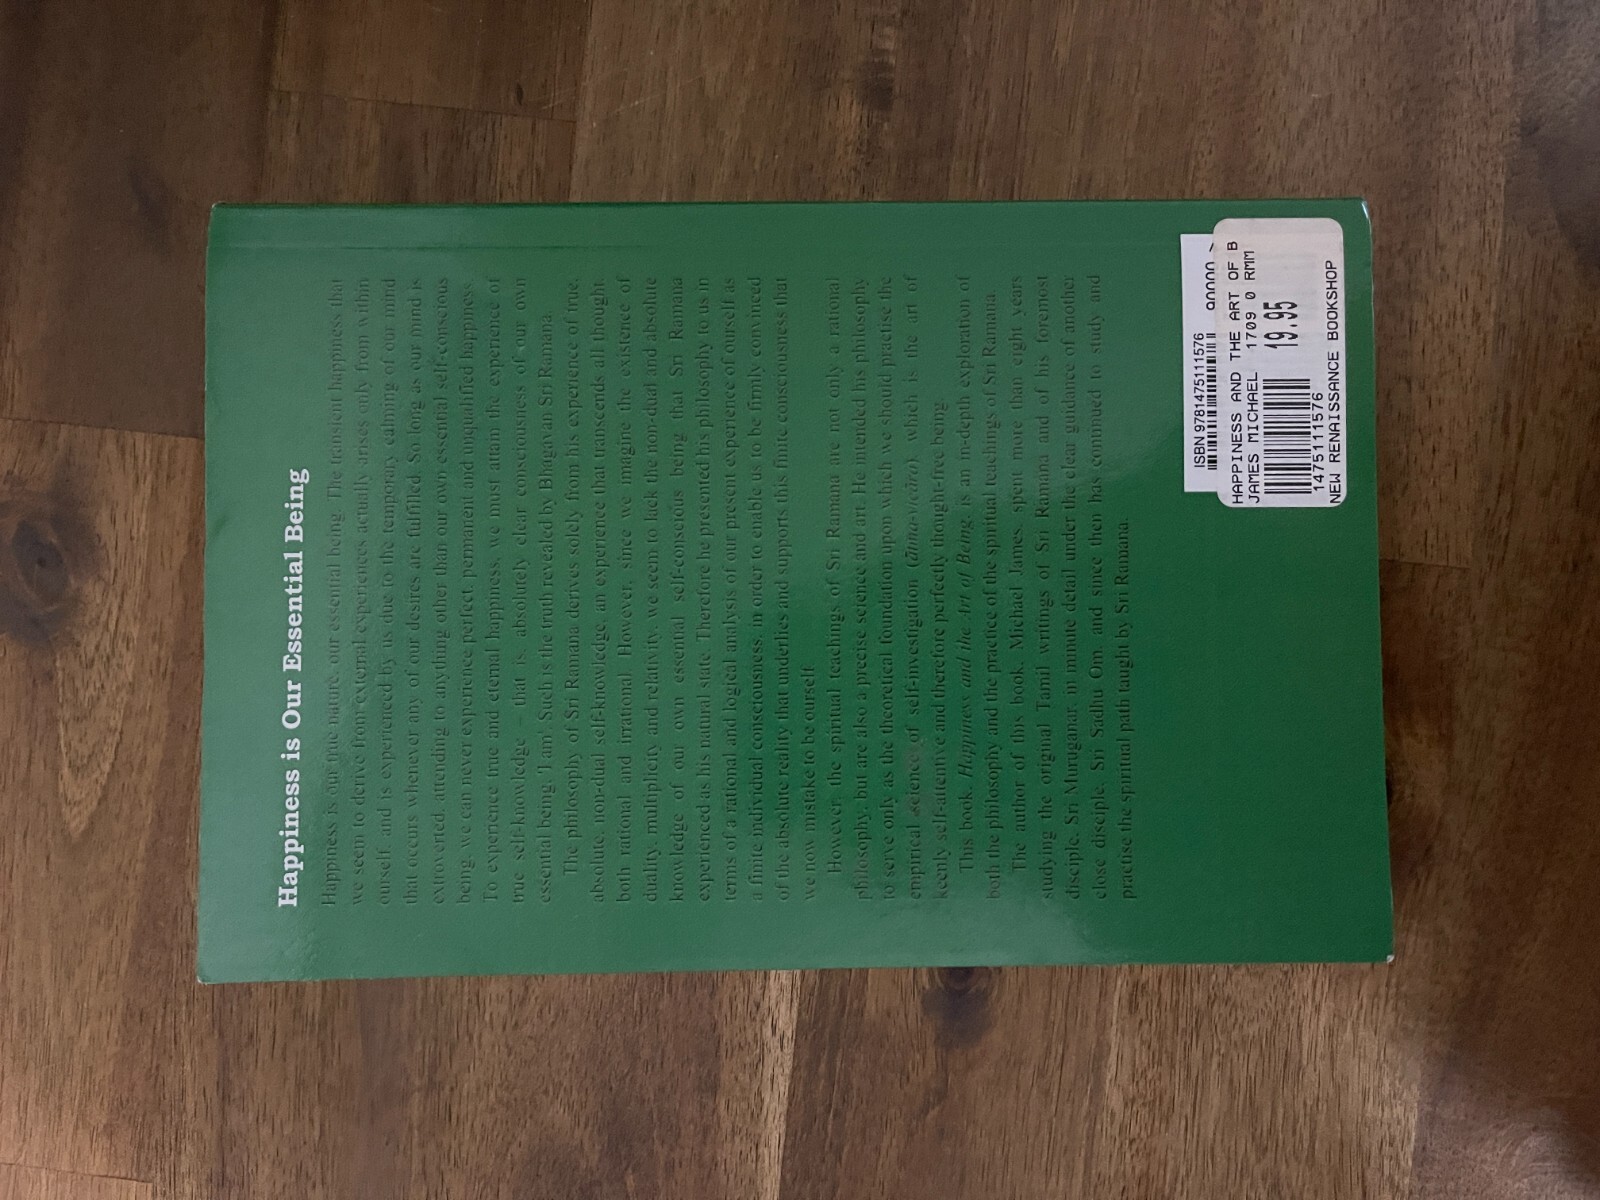 Happiness is Our Essential Being
Happiness is our true nature, our essential being. The transient happiness that
we seem to derive from external experiences actually arises only from within
ourself, and is experienced by us due to the temporary calming of our mind
that occurs whenever any of our desires are fulfilled. So long as our mind is
extroverted, attending to anything other than our own essential self-conscious
being, we can never experience perfect, permanent and unqualified happiness.
To experience true and eternal happiness, we must attain the experience of
true self-knowledge – that is, absolutely clear consciousness of our own
essential being, 'I am'. Such is the truth revealed by Bhagavan Sri Ramana.
The philosophy of Sri Ramana derives solely from his experience of true,
absolute, non-dual self-knowledge, an experience that transcends all thought,
both rational and irrational. However, since we imagine the existence of
duality, multiplicity and relativity, we seem to lack the non-dual and absolute
knowledge of our own essential self-conscious being that Sri Ramana
experienced as his natural state. Therefore he presented his philosophy to us in
terms of a rational and logical analysis of our present experience of ourself as
a finite individual consciousness, in order to enable us to be firmly convinced
of the absolute reality that underlies and supports this finite consciousness that
we now mistake to be ourself.
However, the spiritual teachings of Sri Ramana are not only a rational
philosophy, but are also a precise science and art. He intended his philosophy
to serve only as the theoretical foundation upon which we should practise the
empirical science of self-investigation (ātma-vicāra), which is the art of
keenly self-attentive and therefore perfectly thought-free being.
This book, Happiness and the Art of Being, is an in-depth exploration of
both the philosophy and the practice of the spiritual teachings of Sri Ramana.
The author of this book, Michael James, spent more than eight years
studying the original Tamil writings of Sri Ramana and of his foremost
disciple, Sri Muruganar, in minute detail under the clear guidance of another
close disciple, Sri Sadhu Om, and since then has continued to study and
practise the spiritual path taught by Sri Ramana.
ISBN 9781475111576
90000 >
HAPPINESS AND THE ART OF B
JAMES MICHAEL 1709 0 RMM
19.95
1475111576
NEW RENAISSANCE BOOKSHOP